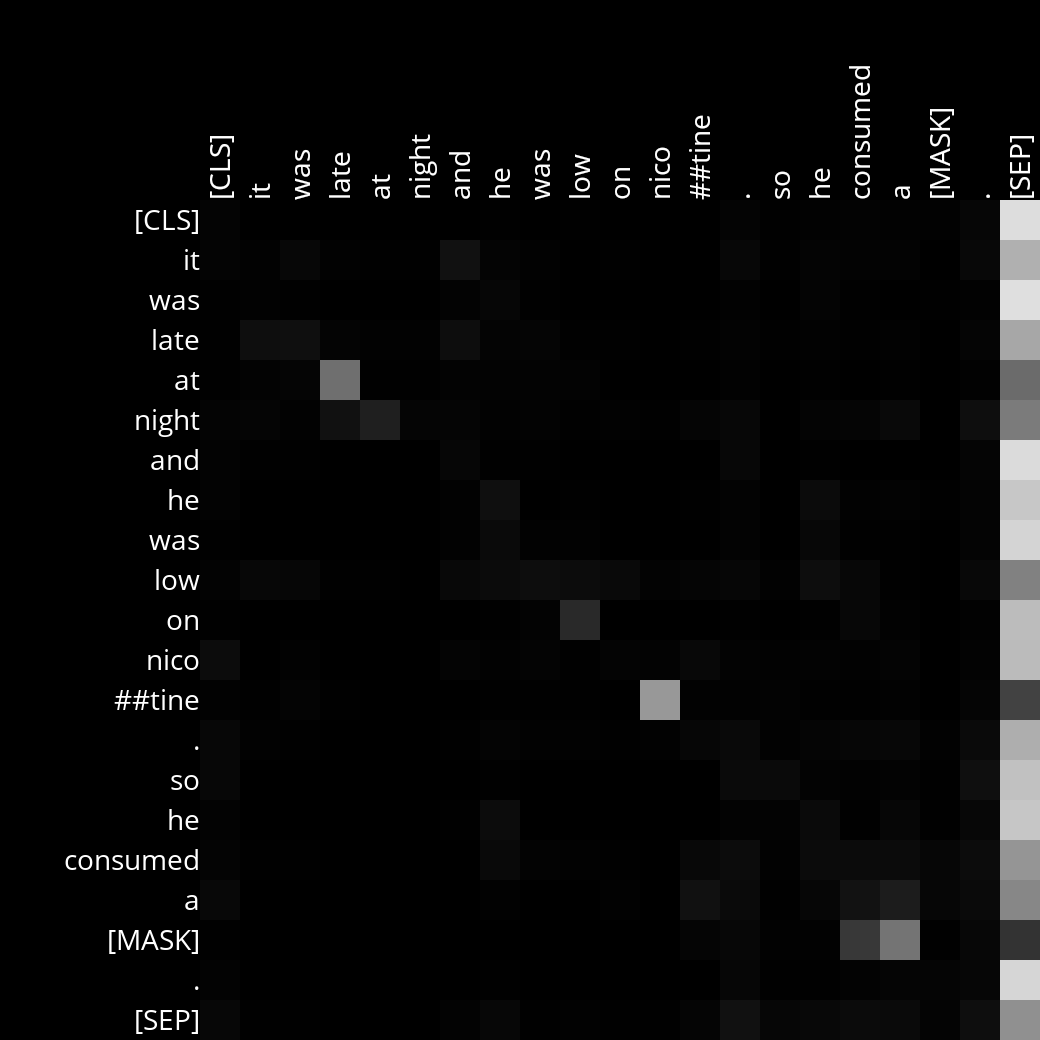 [CLS] it was late at night and he was low on nico ##tine . so he consumed a [MASK] . [SEP]
[CLS]
it
was
late
at
night
and
he
was
low
on
nico
##tine
.
so
he
consumed
a
[MASK]
.
[SEP]